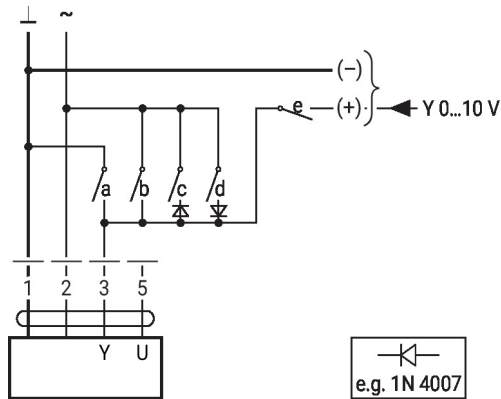 ⊥ ~
(–)
e (+) Y 0...10 V
a b c d
1 2 3 5
Y U
e.g. 1N 4007